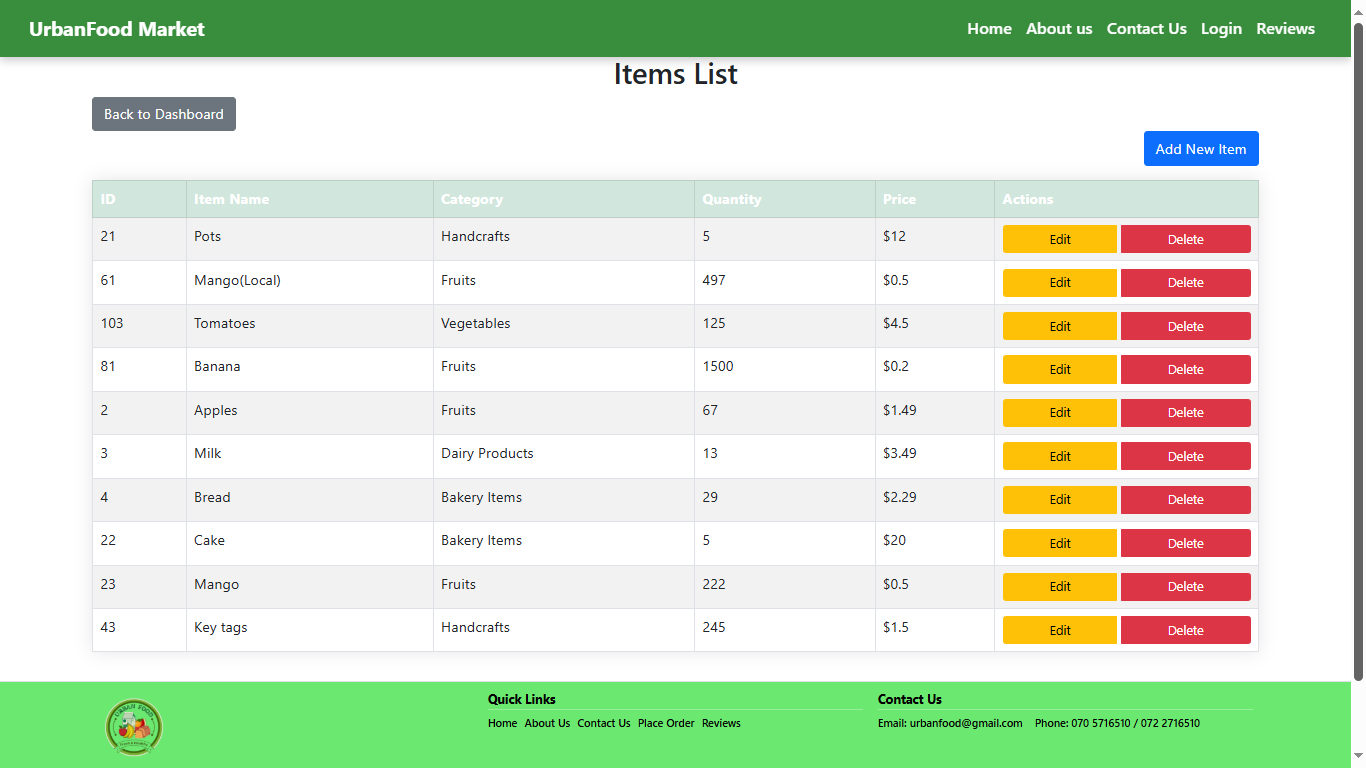 UrbanFood Market Home About us Contact Us Login Reviews
Items List
Back to Dashboard
Add New Item
ID Item Name Category Quantity Price Actions
21 Pots Handcrafts 5 $12 Edit Delete
61 Mango(Local) Fruits 497 $0.5 Edit Delete
103 Tomatoes Vegetables 125 $4.5 Edit Delete
81 Banana Fruits 1500 $0.2 Edit Delete
2 Apples Fruits 67 $1.49 Edit Delete
3 Milk Dairy Products 13 $3.49 Edit Delete
4 Bread Bakery Items 29 $2.29 Edit Delete
22 Cake Bakery Items 5 $20 Edit Delete
23 Mango Fruits 222 $0.5 Edit Delete
43 Key tags Handcrafts 245 $1.5 Edit Delete
URBAN FOOD
Quick Links
Home About Us Contact Us Place Order Reviews
Contact Us
Email: urbanfood@gmail.com Phone: 070 5716510 / 072 2716510